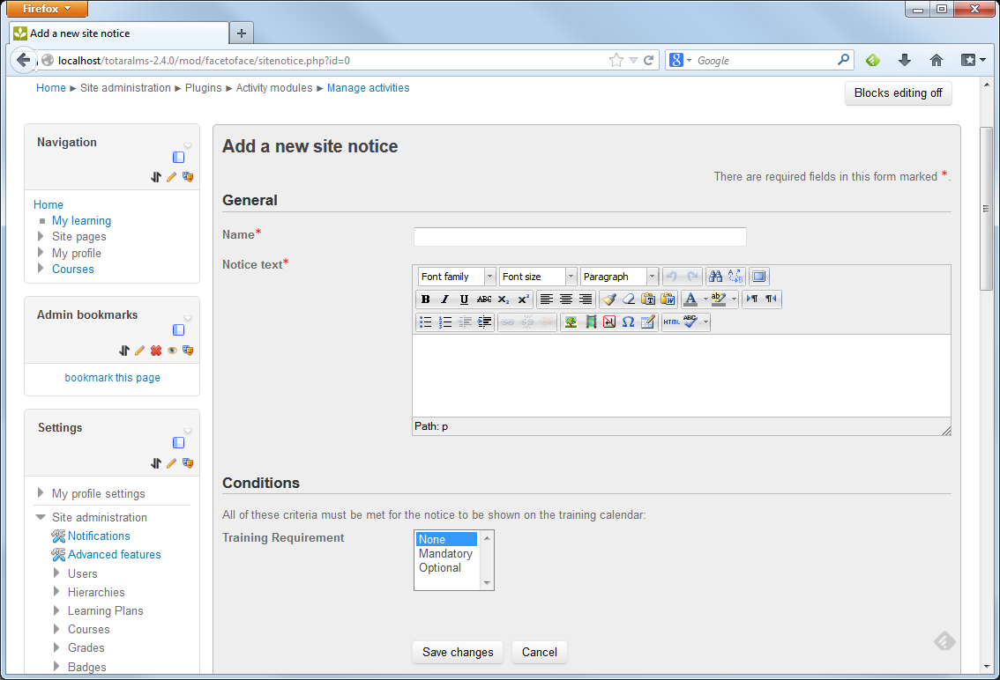 Firefox
Add a new site notice
localhost/totaralms-2.4.0/mod/facetoface/sitenotice.php?id=0
Google
Home ► Site administration ► Plugins ► Activity modules ► Manage activities
Blocks editing off
Navigation
Home
My learning
Site pages
My profile
Courses
Admin bookmarks
bookmark this page
Settings
My profile settings
Site administration
Notifications
Advanced features
Users
Hierarchies
Learning Plans
Courses
Grades
Badges
Add a new site notice
There are required fields in this form marked *.
General
Name*
Notice text*
Font family Font size Paragraph
B I U ABC X₂ X²
HTML ABC
Path: p
Conditions
All of these criteria must be met for the notice to be shown on the training calendar:
Training Requirement
None
Mandatory
Optional
Save changes Cancel